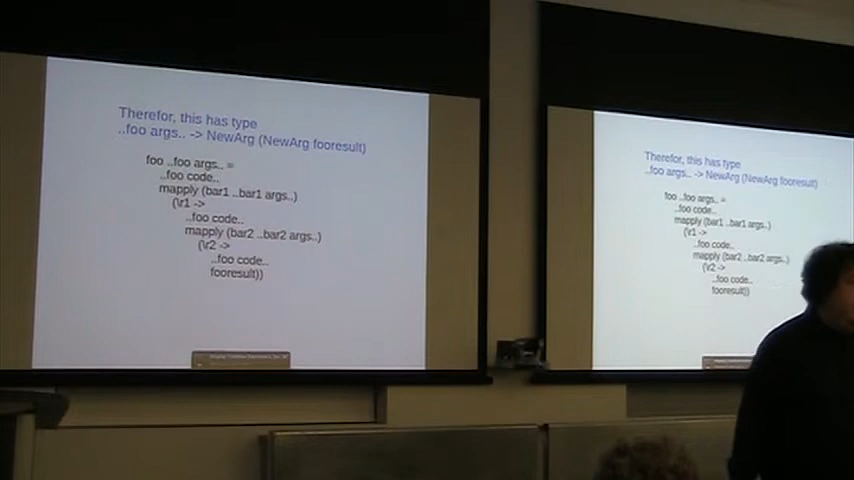 Therefor, this has type
..foo args.. -> NewArg (NewArg fooresult)
foo ..foo args.. =
..foo code..
mapply (bar1 ..bar1 args..)
(\r1 ->
..foo code..
mapply (bar2 ..bar2 args..)
(\r2 ->
..foo code..
fooresult))
Therefor, this has type
..foo args.. -> NewArg (NewArg fooresult)
foo ..foo args.. =
..foo code..
mapply (bar1 ..bar1 args..)
(\r1 ->
..foo code..
mapply (bar2 ..bar2 args..)
(\r2 ->
..foo code..
fooresult))